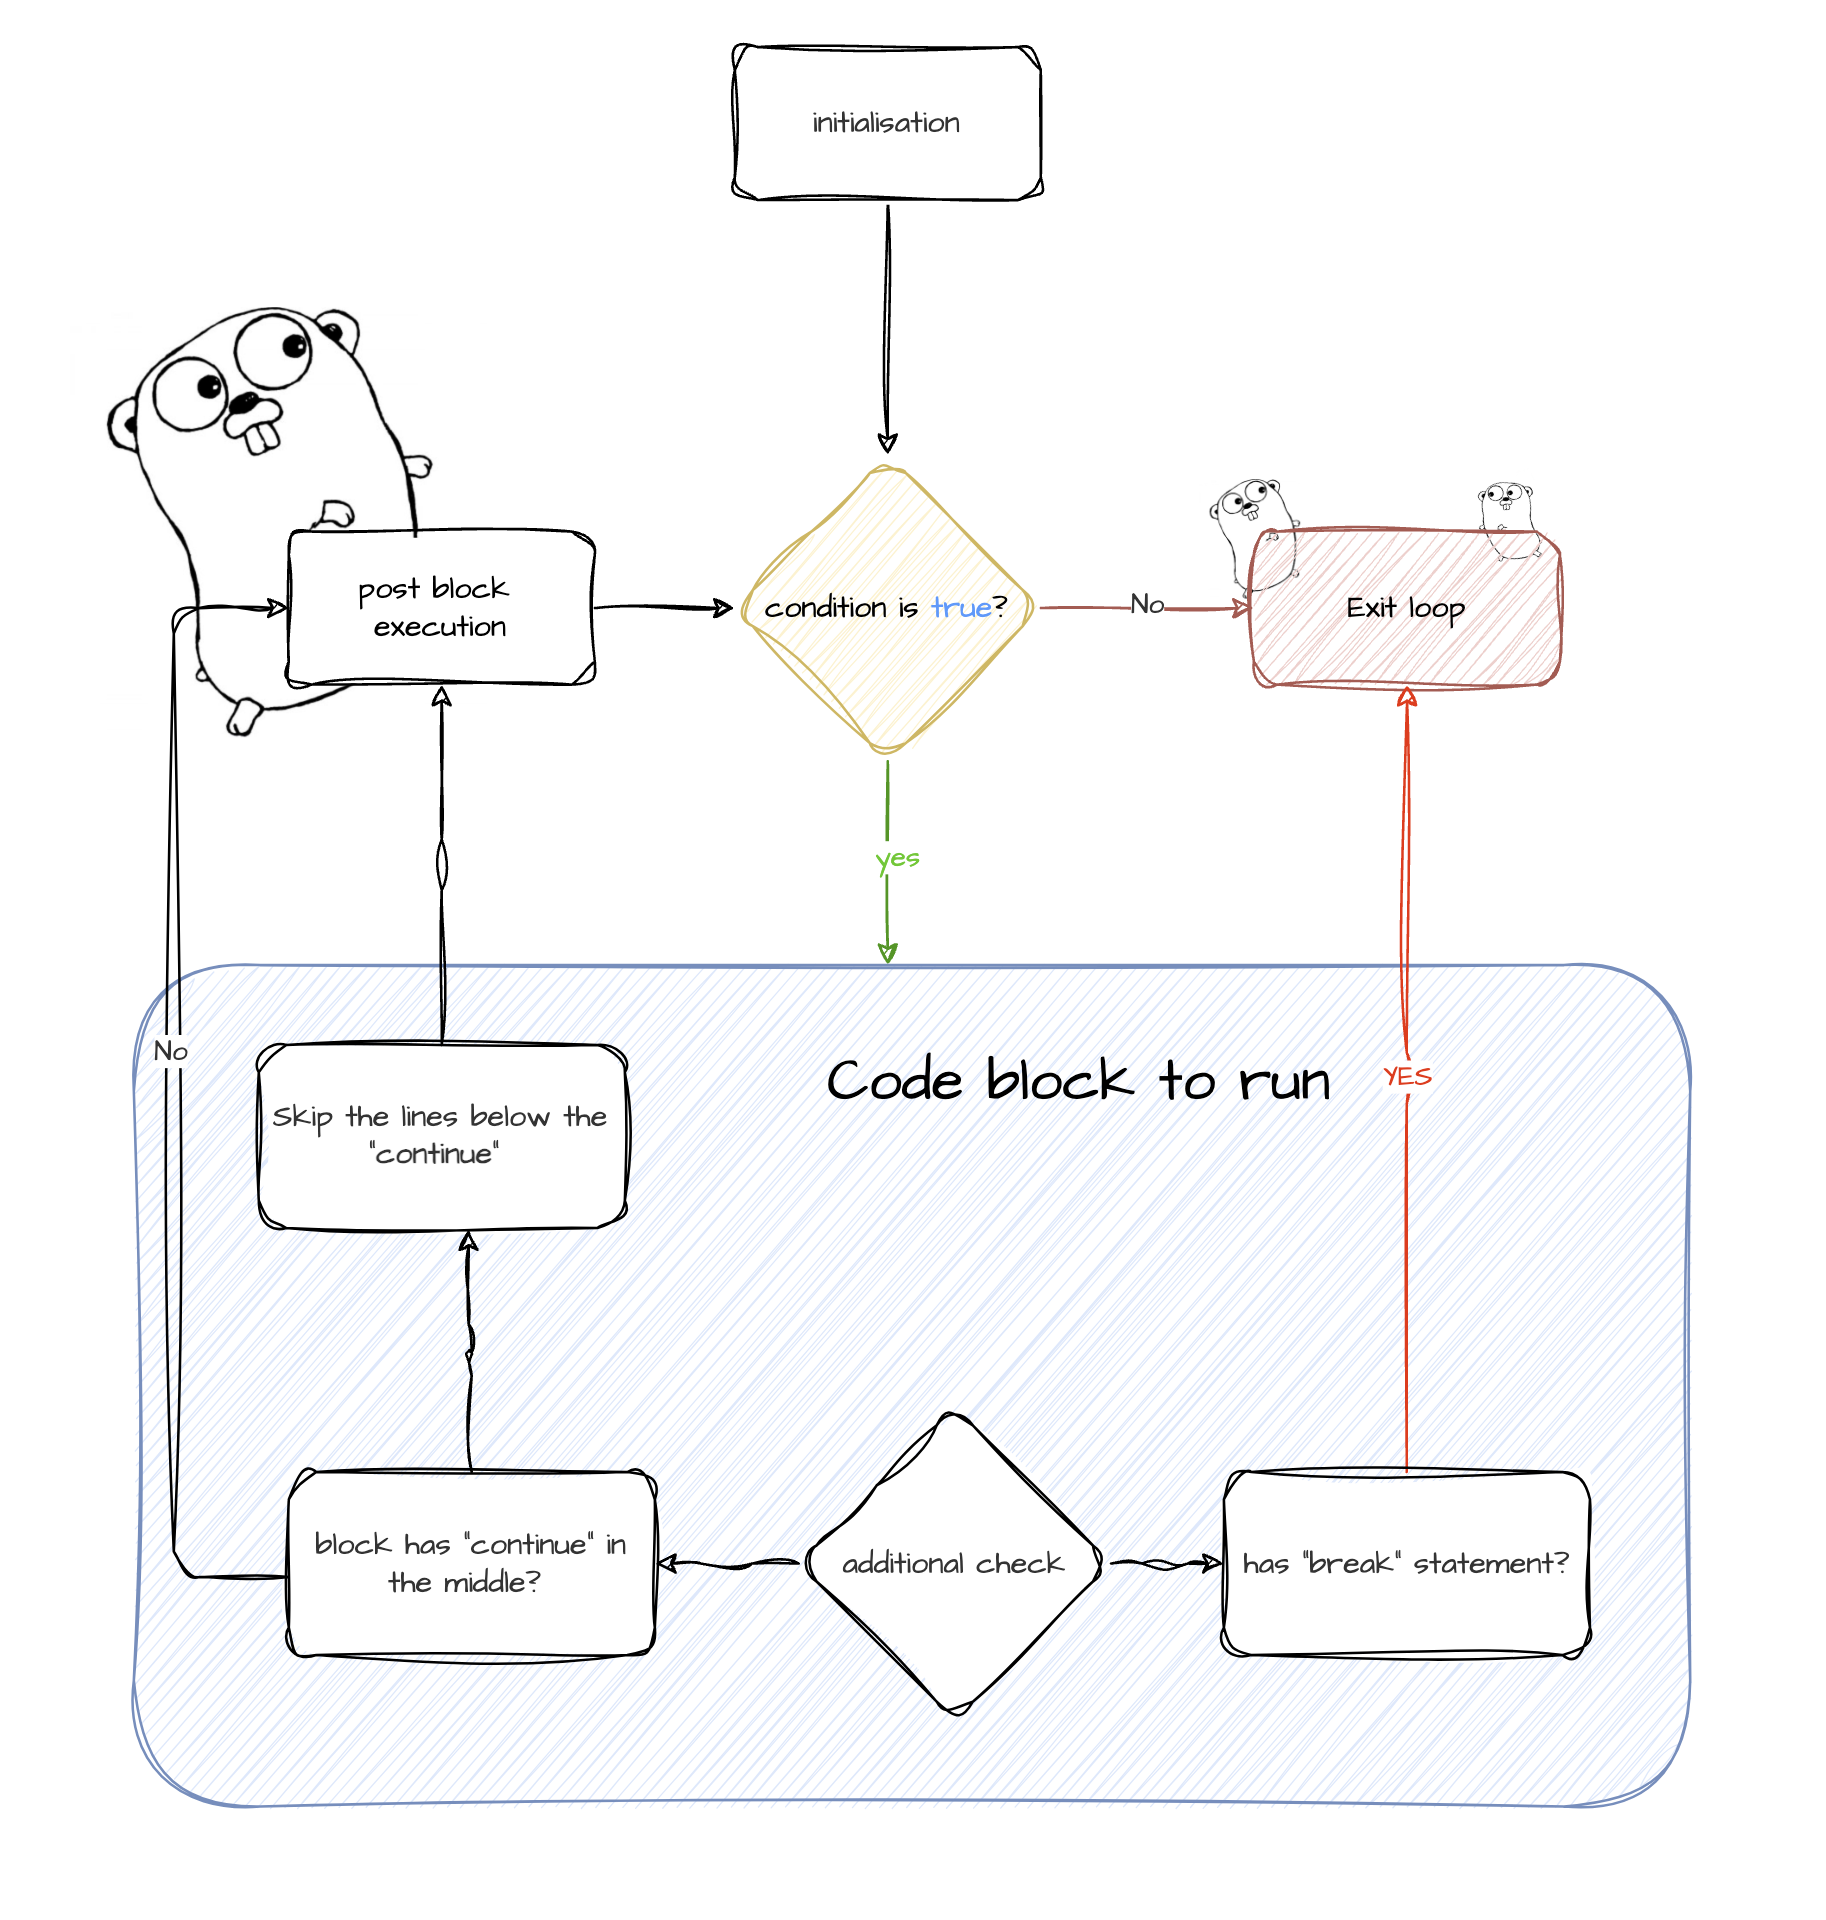 initialisation
post block
execution
condition is true?
No
Exit loop
yes
No
Code block to run
YES
Skip the lines below the
"continue"
block has "continue" in
the middle?
additional check
has "break" statement?